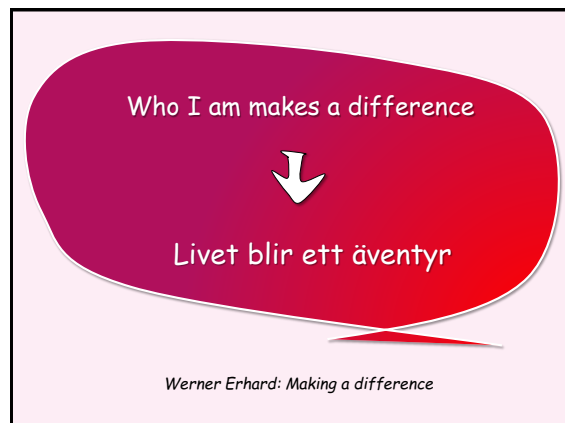 Who I am makes a difference
Livet blir ett äventyr
Werner Erhard: Making a difference